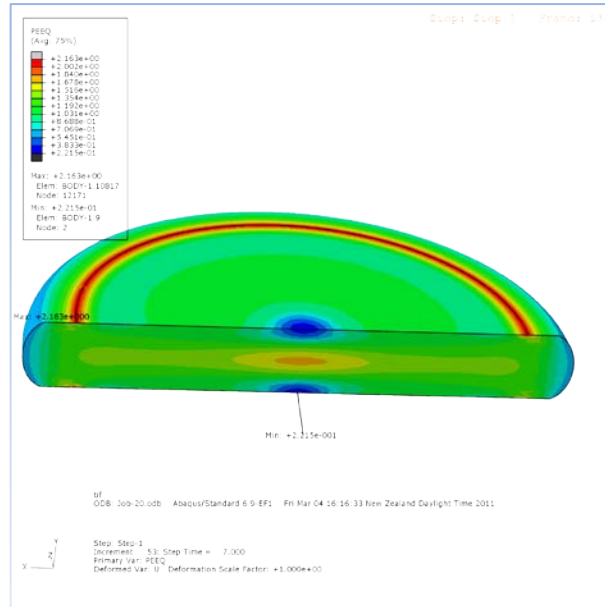 Step: Step-1 Frame:
PEEQ
(Avg: 75%)
+2.163e+00
+2.002e+00
+1.840e+00
+1.678e+00
+1.516e+00
+1.354e+00
+1.192e+00
+1.031e+00
+8.688e-01
+7.069e-01
+5.451e-01
+3.833e-01
+2.215e-01
Max: +2.163e+00
Elem: BODY-1.10817
Node: 12171
Min: +2.215e-01
Elem: BODY-1.9
Node: 2
Max: +2.163e+000
Min: +2.215e-001
ODB: Job-20.odb Abaqus/Standard 6.9-EF1 Fri Mar 04 16:16:33 New Zealand Daylight Time 2011
Y
X
Z
Step: Step-1
Increment 53: Step Time = 7.000
Primary Var: PEEQ
Deformed Var: U Deformation Scale Factor: +1.000e+00